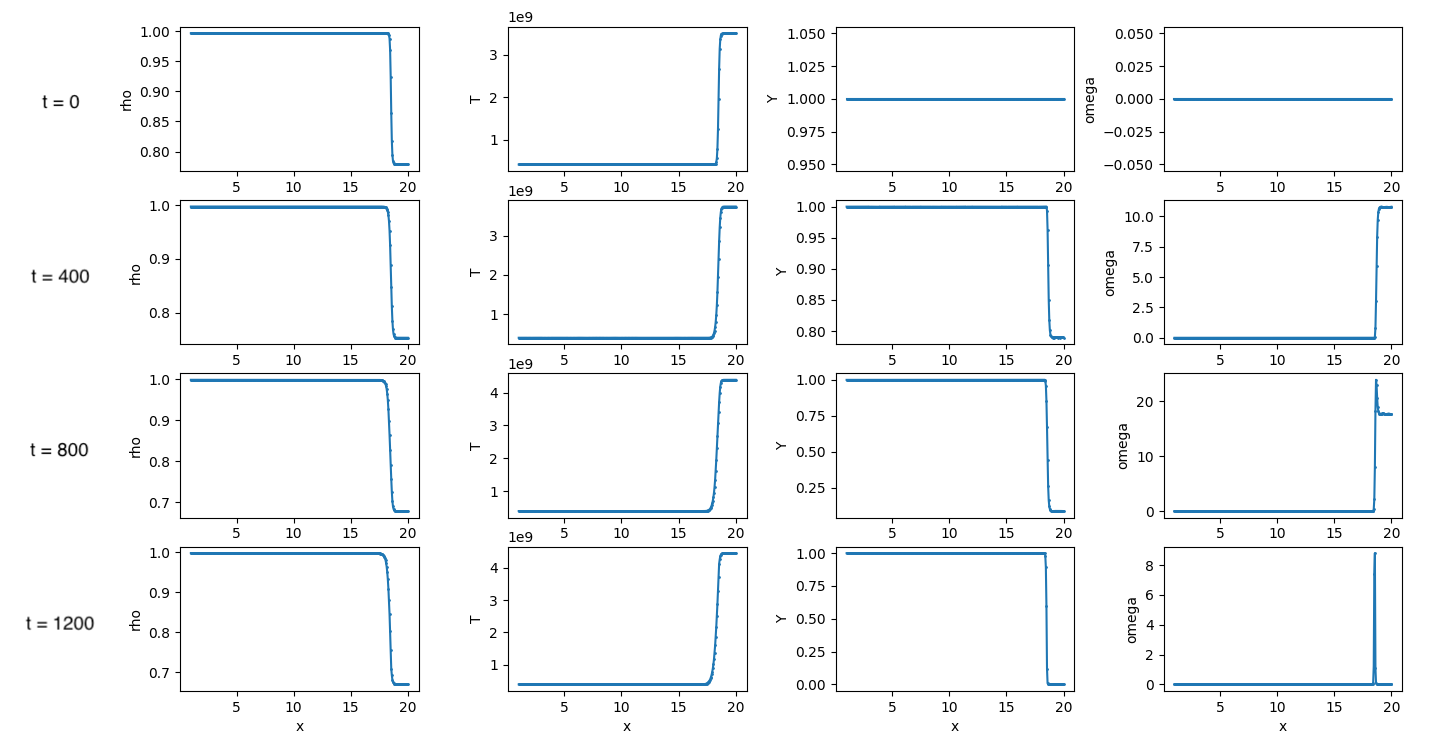 1e9
1.00
0.95
0.90
0.85
0.80
rho
5 10 15 20
3
2
1
T
5 10 15 20
1.050
1.025
1.000
0.975
0.950
Y
5 10 15 20
0.050
0.025
0.000
−0.025
−0.050
omega
5 10 15 20
t = 0
1e9
1.0
0.9
0.8
rho
5 10 15 20
3
2
1
T
5 10 15 20
1.00
0.95
0.90
0.85
0.80
Y
5 10 15 20
10.0
7.5
5.0
2.5
0.0
omega
5 10 15 20
t = 400
1e9
1.0
0.9
0.8
0.7
rho
5 10 15 20
4
3
2
1
T
5 10 15 20
1.00
0.75
0.50
0.25
Y
5 10 15 20
20
10
0
omega
5 10 15 20
t = 800
1e9
1.0
0.9
0.8
0.7
rho
5 10 15 20
x
4
3
2
1
T
5 10 15 20
x
1.00
0.75
0.50
0.25
0.00
Y
5 10 15 20
x
8
6
4
2
0
omega
5 10 15 20
x
t = 1200